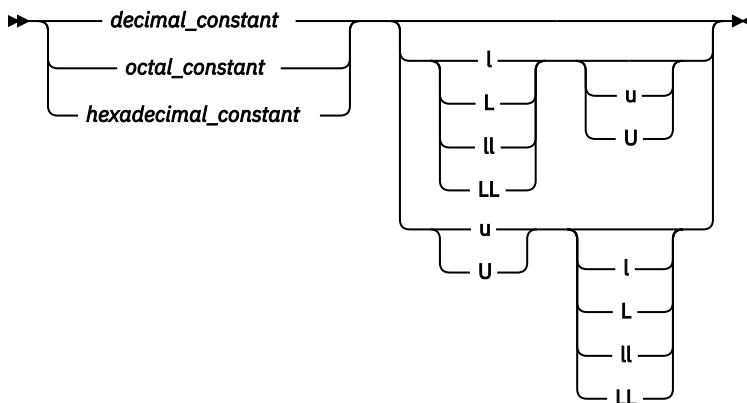 decimal_constant
octal_constant
hexadecimal_constant
l
L
ll
LL
u
U
u
U
l
L
ll
LL